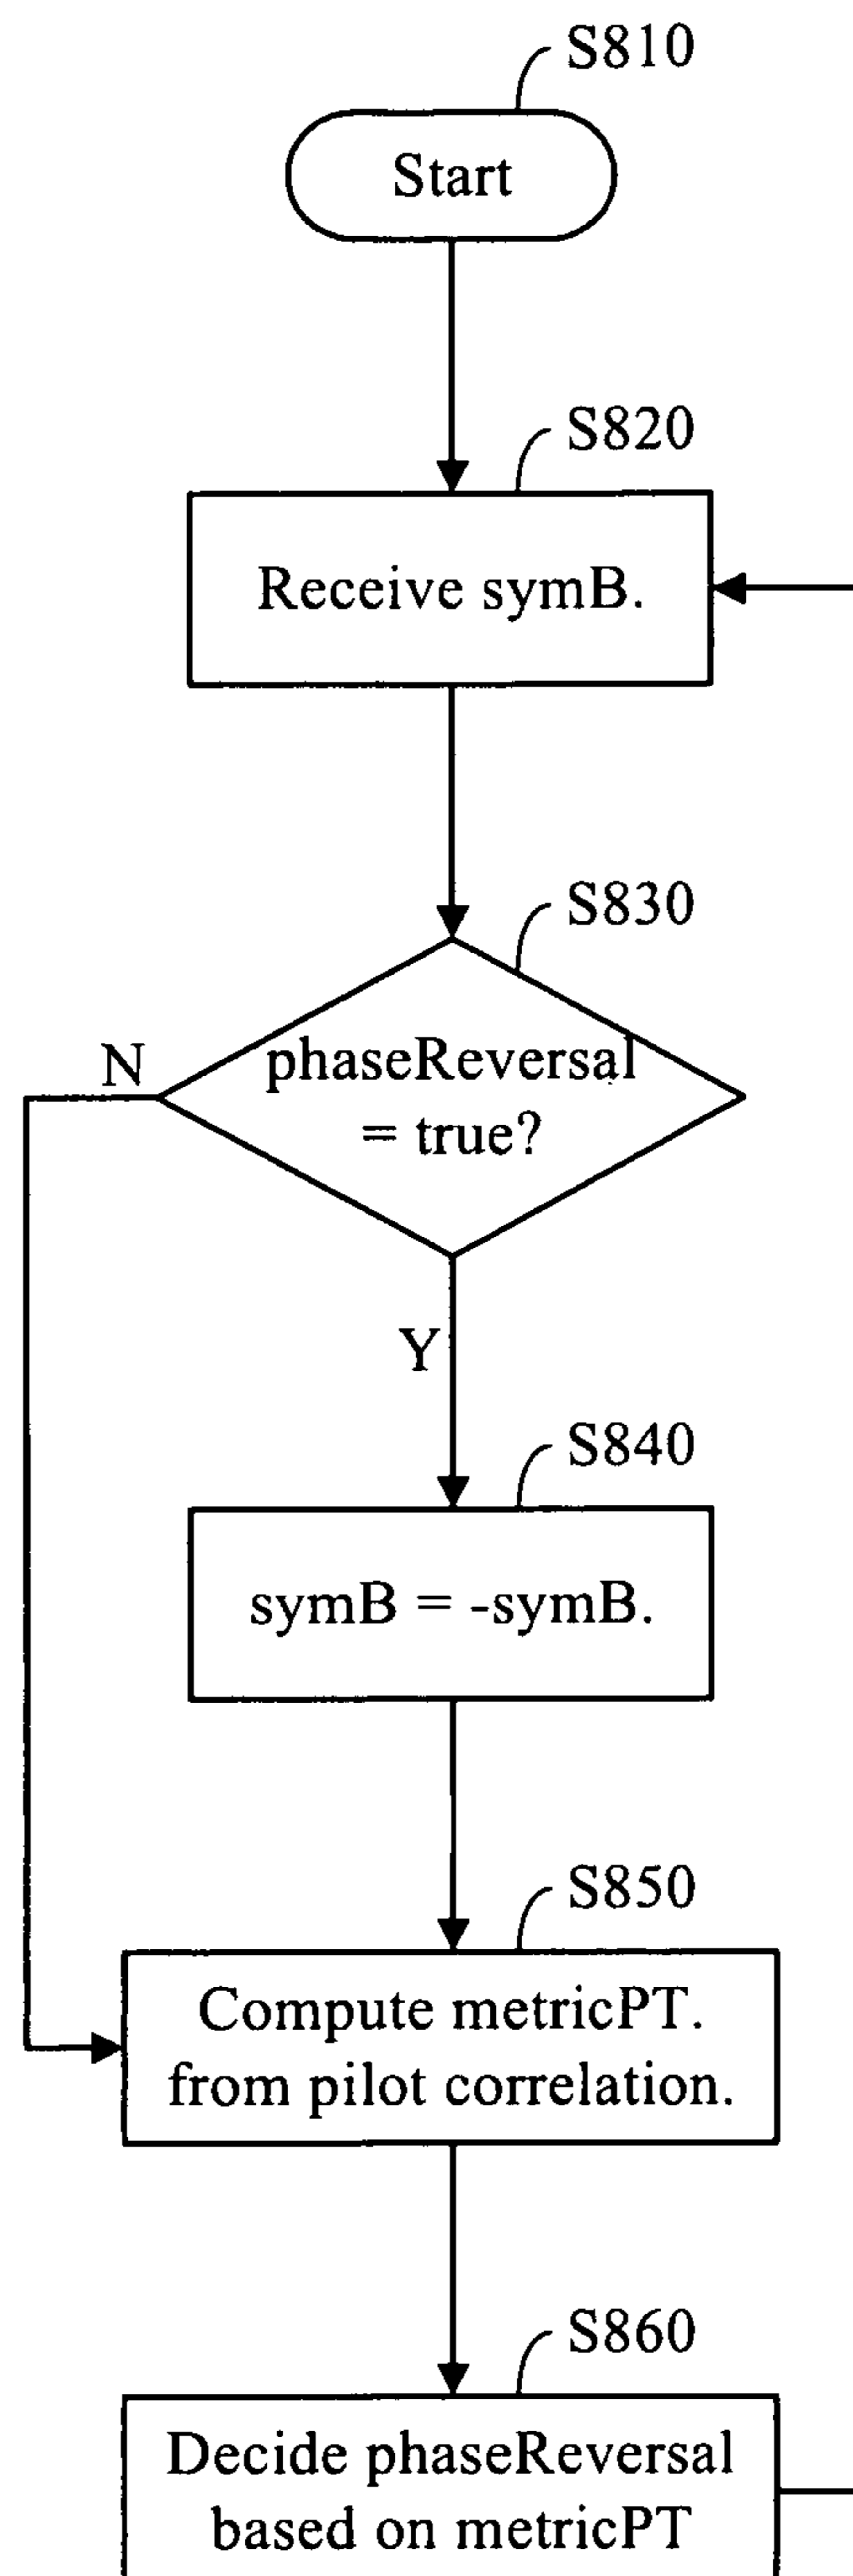 S810
Start
S820
Receive symB.
S830
phaseReversal
= true?
N
Y
S840
symB = -symB.
S850
Compute metricPT.
from pilot correlation.
S860
Decide phaseReversal
based on metricPT